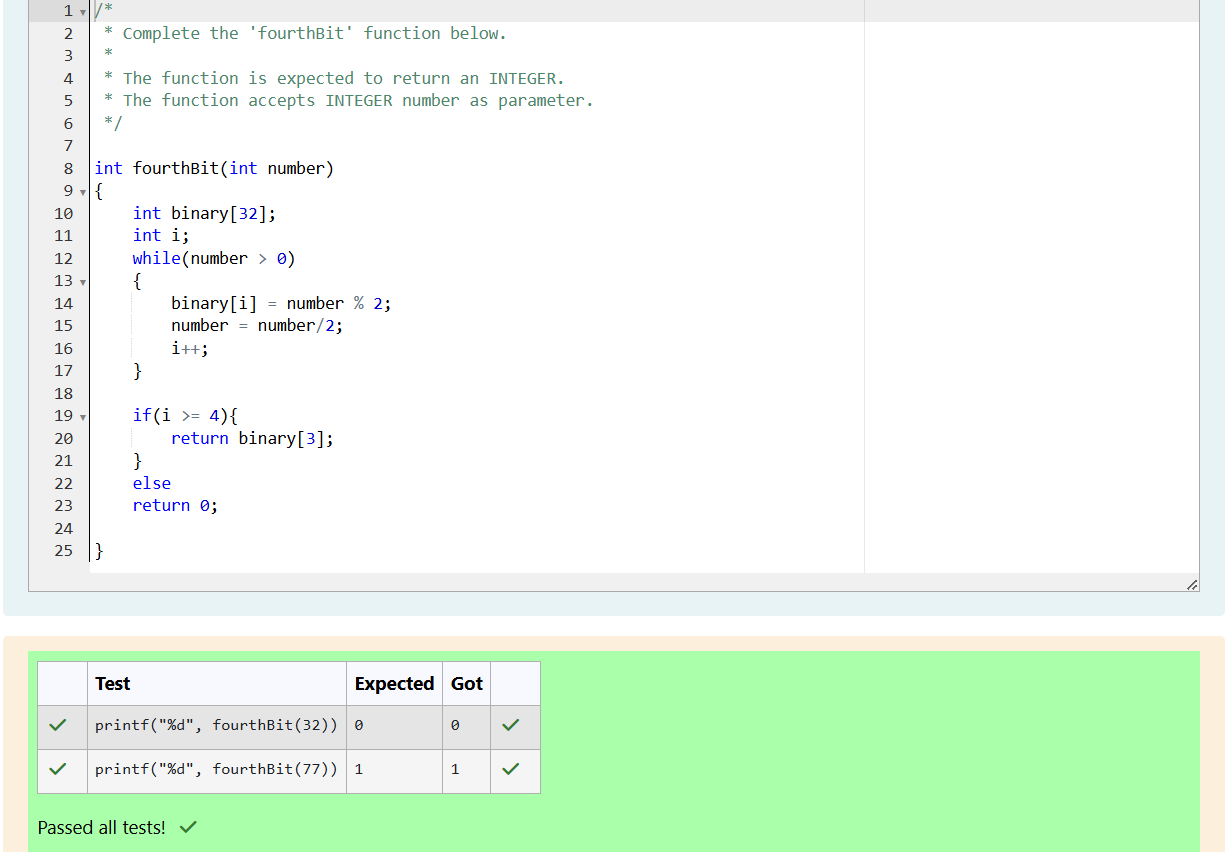 1 /*
2  * Complete the 'fourthBit' function below.
3  *
4  * The function is expected to return an INTEGER.
5  * The function accepts INTEGER number as parameter.
6  */
7
8 int fourthBit(int number)
9 {
10     int binary[32];
11     int i;
12     while(number > 0)
13     {
14         binary[i] = number % 2;
15         number = number/2;
16         i++;
17     }
18
19     if(i >= 4){
20         return binary[3];
21     }
22     else
23     return 0;
24
25 }
Test Expected Got
printf("%d", fourthBit(32)) 0 0
printf("%d", fourthBit(77)) 1 1
Passed all tests!